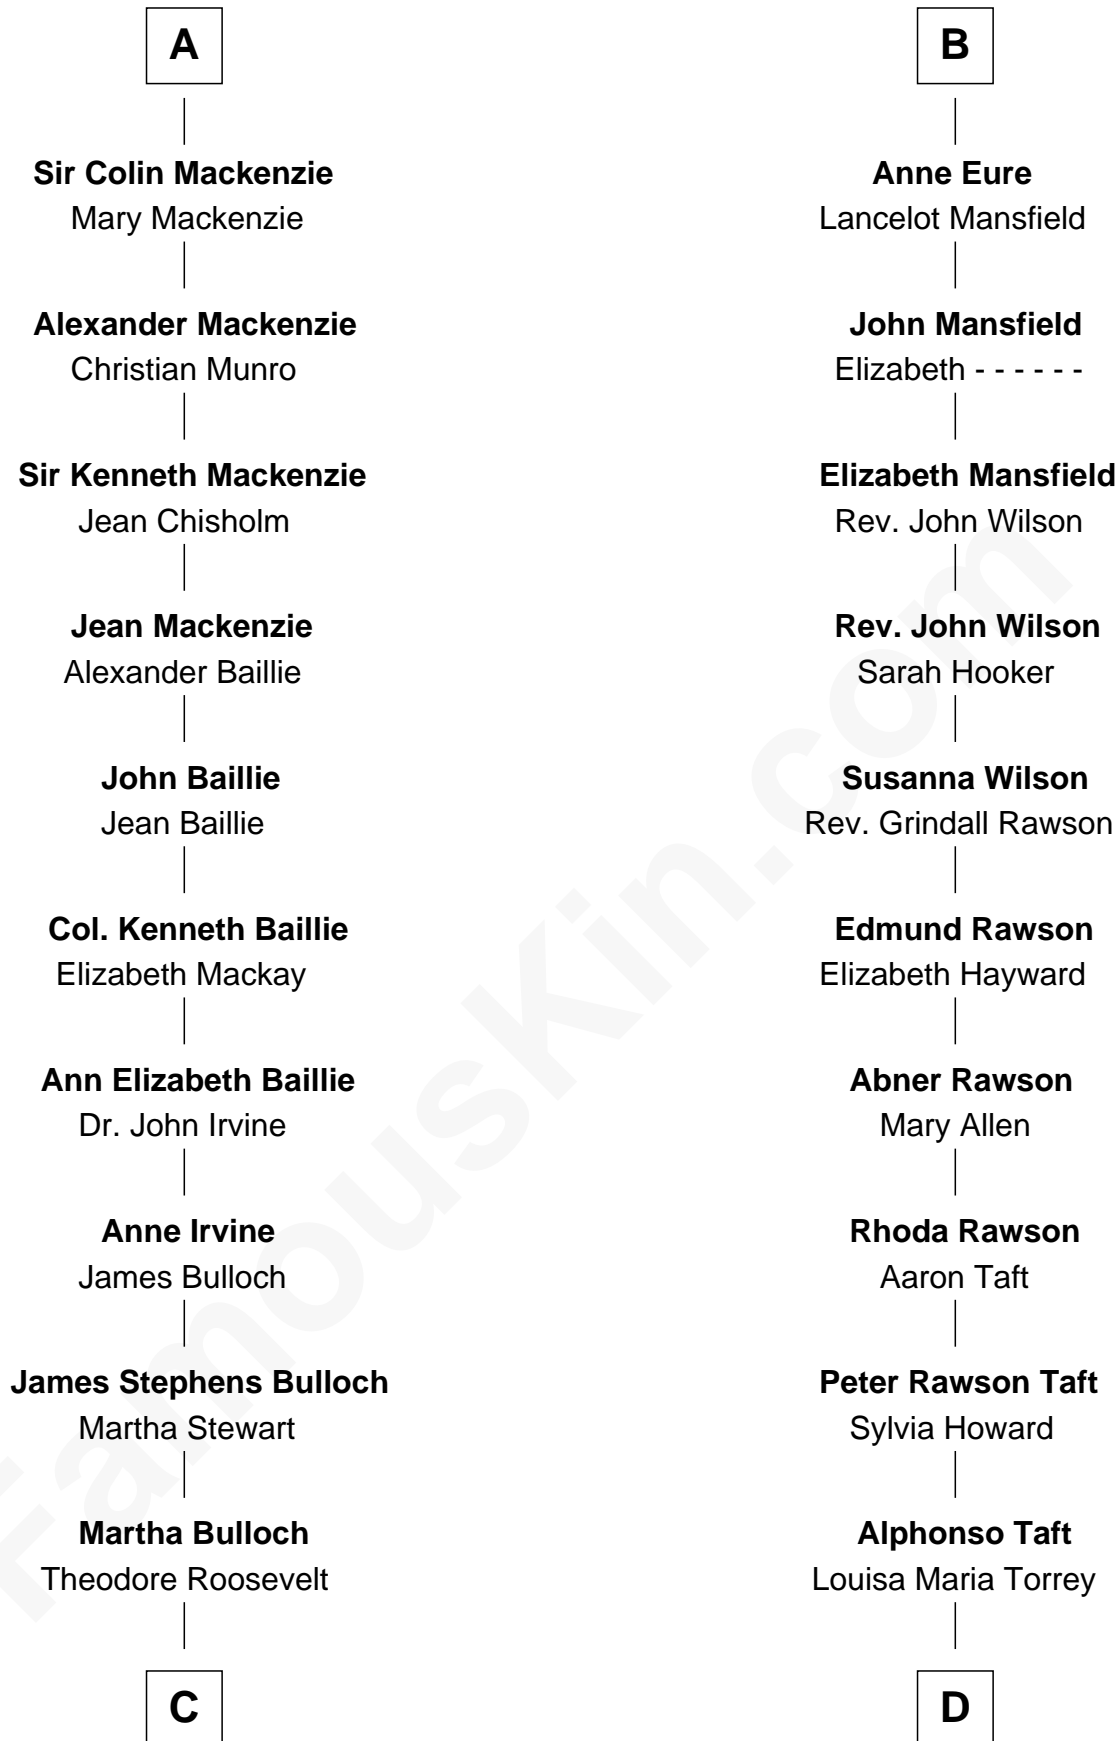 A
Sir Colin Mackenzie
Mary Mackenzie
Alexander Mackenzie
Christian Munro
Sir Kenneth Mackenzie
Jean Chisholm
Jean Mackenzie
Alexander Baillie
John Baillie
Jean Baillie
Col. Kenneth Baillie
Elizabeth Mackay
Ann Elizabeth Baillie
Dr. John Irvine
Anne Irvine
James Bulloch
James Stephens Bulloch
Martha Stewart
Martha Bulloch
Theodore Roosevelt
C
B
Anne Eure
Lancelot Mansfield
John Mansfield
Elizabeth - - - - - -
Elizabeth Mansfield
Rev. John Wilson
Rev. John Wilson
Sarah Hooker
Susanna Wilson
Rev. Grindall Rawson
Edmund Rawson
Elizabeth Hayward
Abner Rawson
Mary Allen
Rhoda Rawson
Aaron Taft
Peter Rawson Taft
Sylvia Howard
Alphonso Taft
Louisa Maria Torrey
D
FamousKin.com